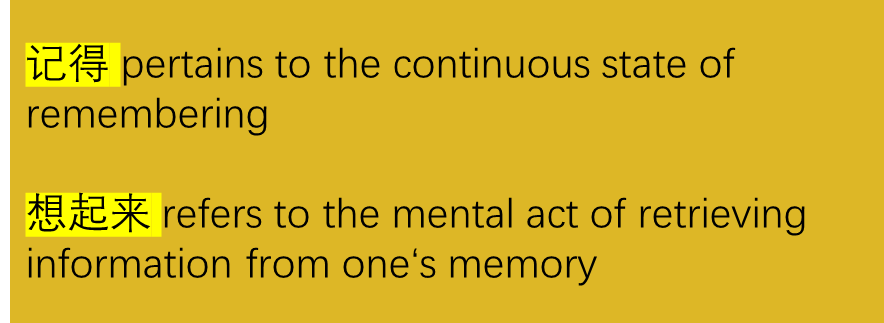 记得 pertains to the continuous state of
remembering
想起来 refers to the mental act of retrieving
information from one‘s memory